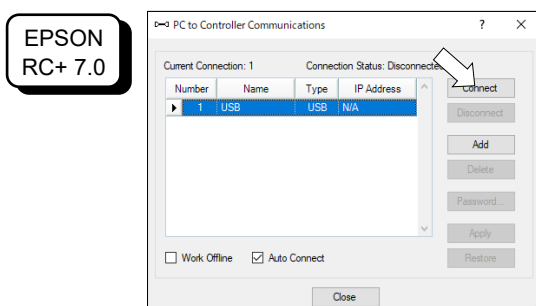 EPSON
RC+ 7.0
PC to Controller Communications
?
Current Connection: 1
Connection Status: Disconnected
Number Name Type IP Address
1 USB USB N/A
Connect
Disconnect
Add
Delete
Password...
Apply
Restore
Work Offline
Auto Connect
Close